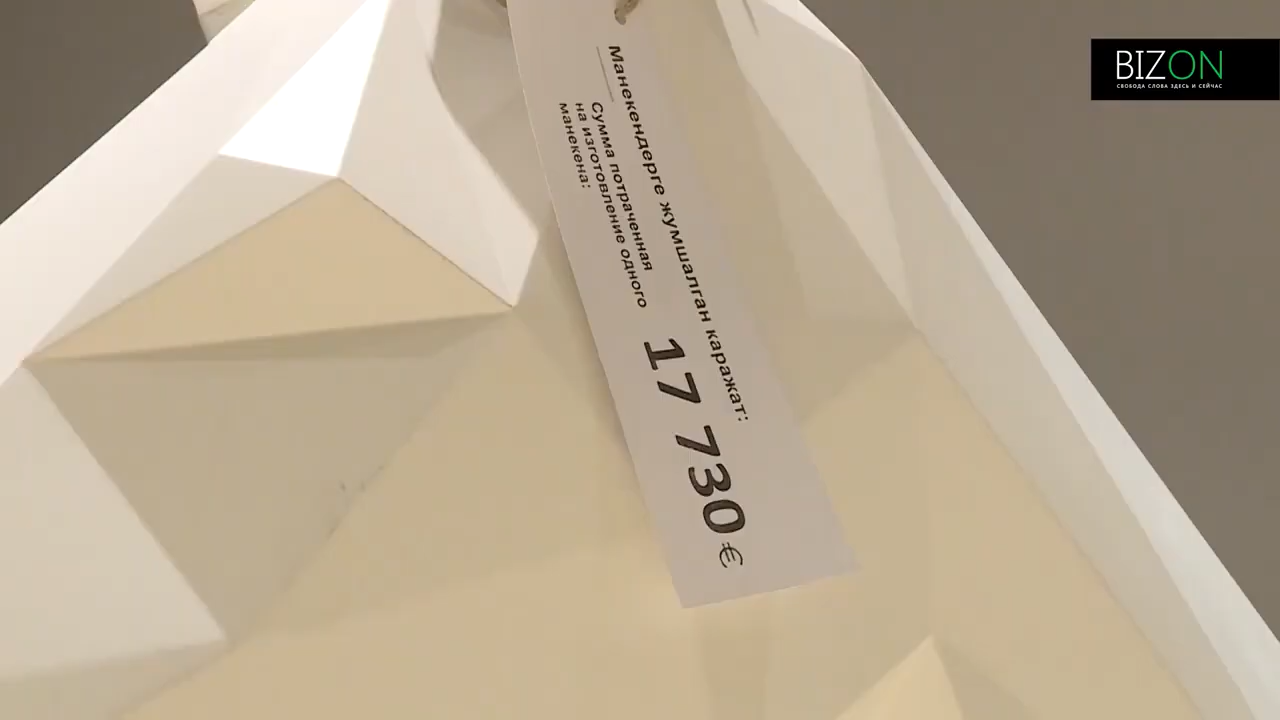 Манекендерге жумшалган каражат:
Сумма потраченная
на изготовление одного
манекена:
17 730 €
BIZON
СВОБОДА СЛОВА ЗДЕСЬ И СЕЙЧАС